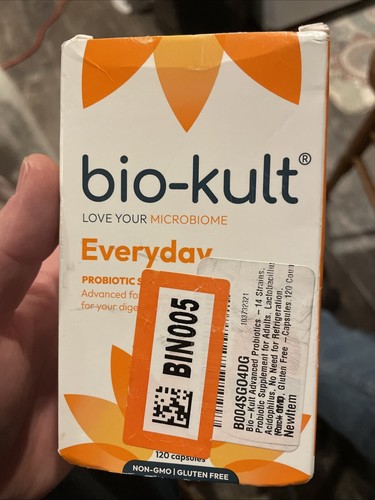 bio-kult®
LOVE YOUR MICROBIOME
Everyday
PROBIOTIC S
Advanced fo
for your dige
BIN005
103732321
B004SGO4DG
Bio-Kult Advanced Probiotics -14 Strains,
Probiotic Supplement for Adults, Lactobacillus
Acidophilus, No Need for Refrigeration,
Gluten Free -Capsules,120 Coun
NewItem
120 capsules
NON-GMO | GLUTEN FREE